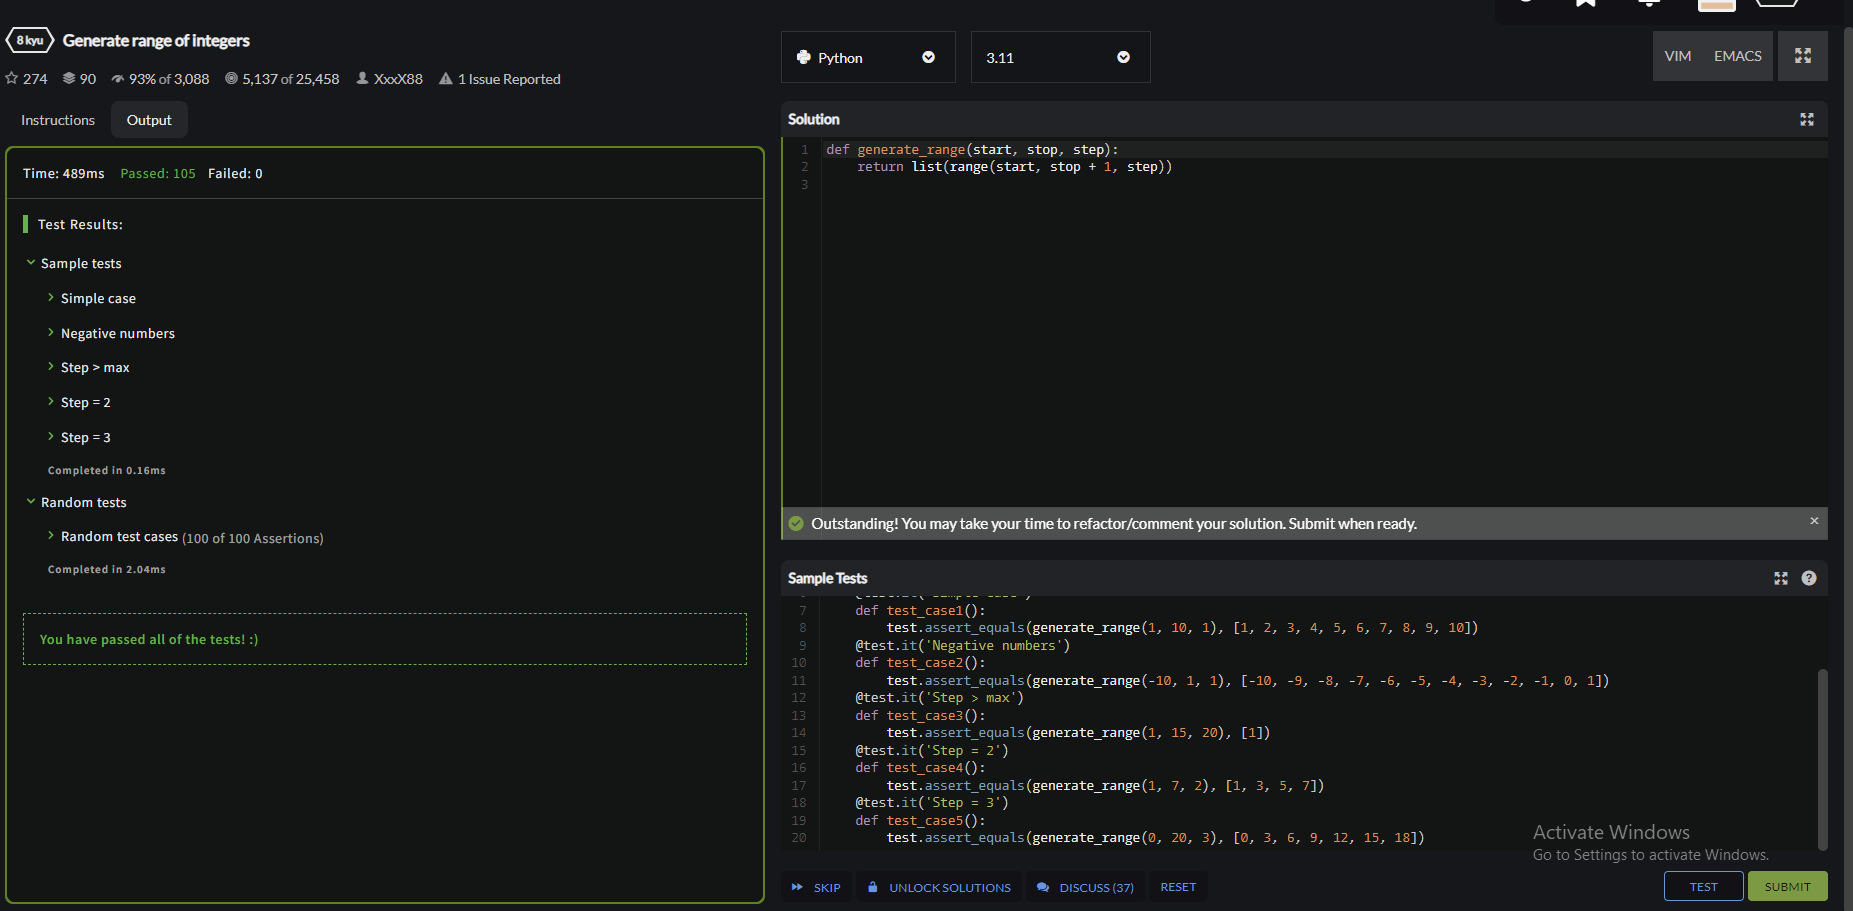 8 kyu Generate range of integers
274 90 93% of 3,088 5,137 of 25,458 XxxX88 1 Issue Reported
Instructions Output
Time: 489ms Passed: 105 Failed: 0
Test Results:
Sample tests
Simple case
Negative numbers
Step > max
Step = 2
Step = 3
Completed in 0.16ms
Random tests
Random test cases (100 of 100 Assertions)
Completed in 2.04ms
You have passed all of the tests! :)
Python 3.11 VIM EMACS
Solution
1 def generate_range(start, stop, step):
2     return list(range(start, stop + 1, step))
3
Outstanding! You may take your time to refactor/comment your solution. Submit when ready. ×
Sample Tests ?
7     def test_case1():
8         test.assert_equals(generate_range(1, 10, 1), [1, 2, 3, 4, 5, 6, 7, 8, 9, 10])
9     @test.it('Negative numbers')
10     def test_case2():
11         test.assert_equals(generate_range(-10, 1, 1), [-10, -9, -8, -7, -6, -5, -4, -3, -2, -1, 0, 1])
12     @test.it('Step > max')
13     def test_case3():
14         test.assert_equals(generate_range(1, 15, 20), [1])
15     @test.it('Step = 2')
16     def test_case4():
17         test.assert_equals(generate_range(1, 7, 2), [1, 3, 5, 7])
18     @test.it('Step = 3')
19     def test_case5():
20         test.assert_equals(generate_range(0, 20, 3), [0, 3, 6, 9, 12, 15, 18])
Activate Windows
Go to Settings to activate Windows.
SKIP UNLOCK SOLUTIONS DISCUSS (37) RESET TEST SUBMIT